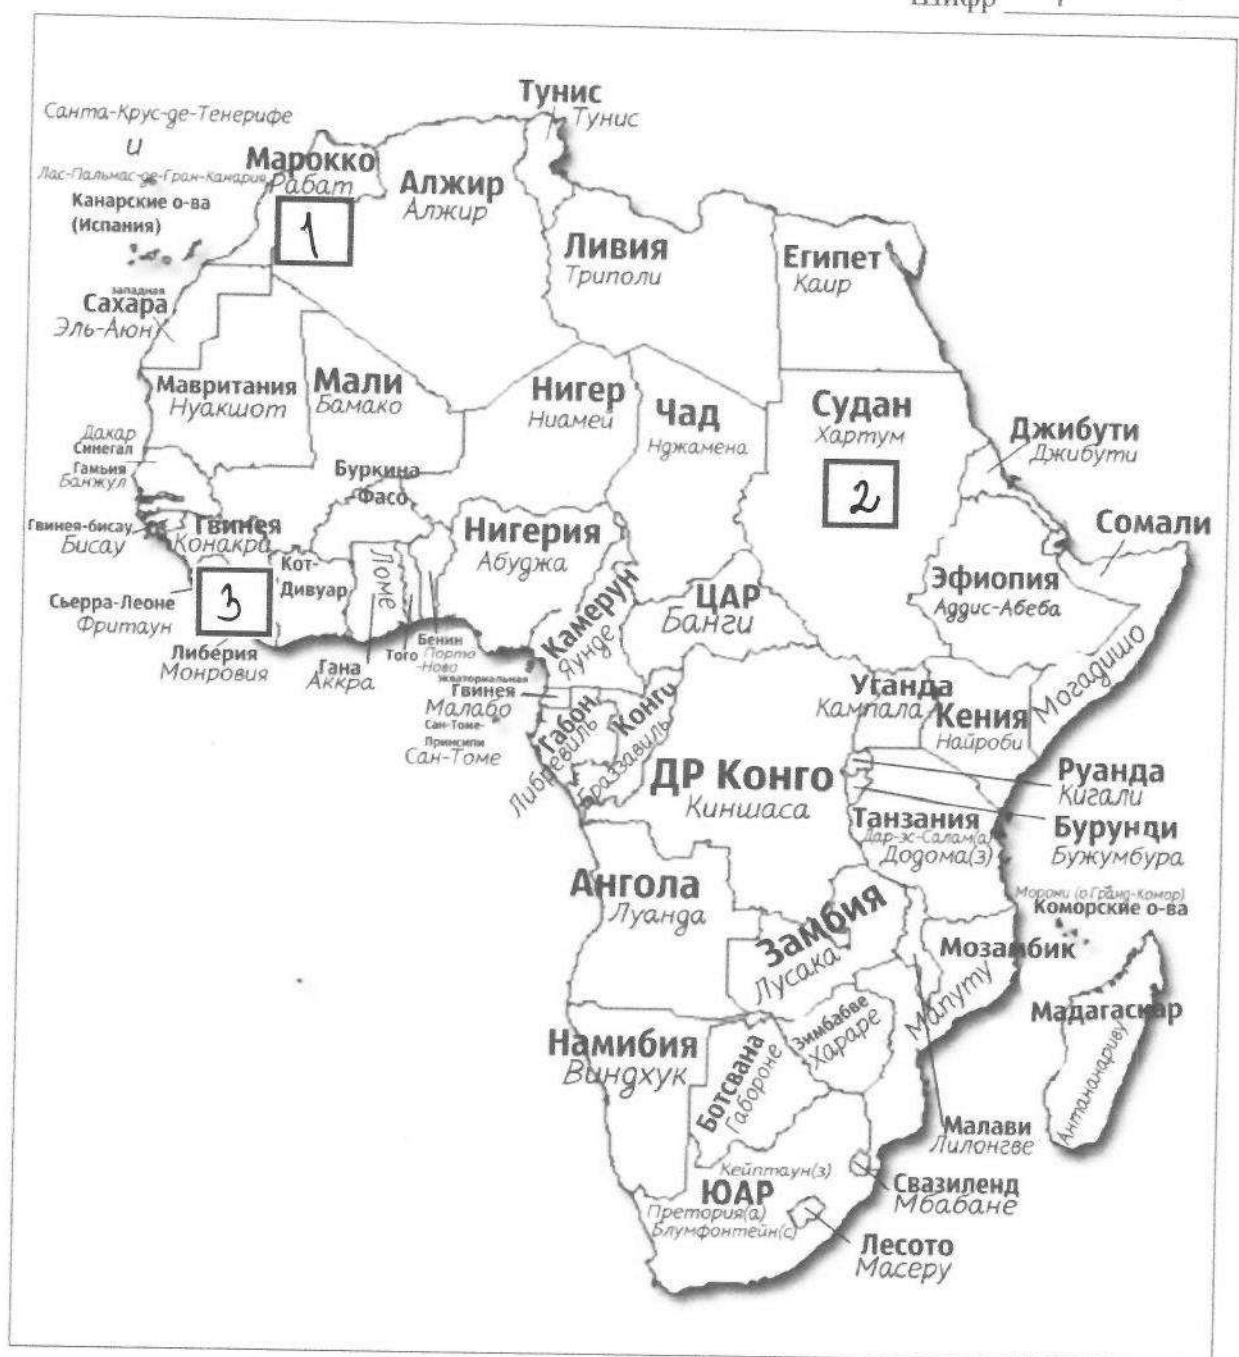 Шифр
Тунис
Тунис
Санта-Крус-де-Тенерифе
и
Лас-Пальмас-де-Гран-Канария
Канарские о-ва
(Испания)
Марокко
Рабат
1
Алжир
Алжир
Ливия
Триполи
Египет
Каир
западная
Сахара
Эль-Аюн
Мавритания
Нуакшот
Мали
Бамако
Нигер
Ниамей
Чад
Нджамена
Судан
Хартум
2
Джибути
Джибути
Дакар
Синегал
Гамьия
Банжул
Буркина
Фасо
Гвинея-бисау
Бисау
Гвинея
Конакра
Нигерия
Абуджа
Сомали
Могадишо
Эфиопия
Аддис-Абеба
Кот-
Дивуар
3
Сьерра-Леоне
Фритаун
Либерия
Монровия
Ломе
Гана
Аккра
Того
Бенин
Порто
-Ново
Камерун
Яунде
ЦАР
Банги
экваториальная
Гвинея
Малабо
Сан-Томе-
Принсипи
Сан-Томе
Габон
Либревиль
Конго
Браззавиль
Уганда
Кампала
Кения
Найроби
ДР Конго
Киншаса
Руанда
Кигали
Бурунди
Бужумбура
Танзания
Дар-эс-Салам(а)
Додома(з)
Ангола
Луанда
Замбия
Лусака
Морони (о Гранд-Комор)
Коморские о-ва
Мозамбик
Мапуту
Мадагаскар
Антананариву
Намибия
Виндхук
Ботсвана
Габороне
Зимбабве
Хараре
Малави
Лилонгве
Кейптаун(з)
ЮАР
Претория(а)
Блумфонтейн(с)
Свазиленд
Мбабане
Лесото
Масеру